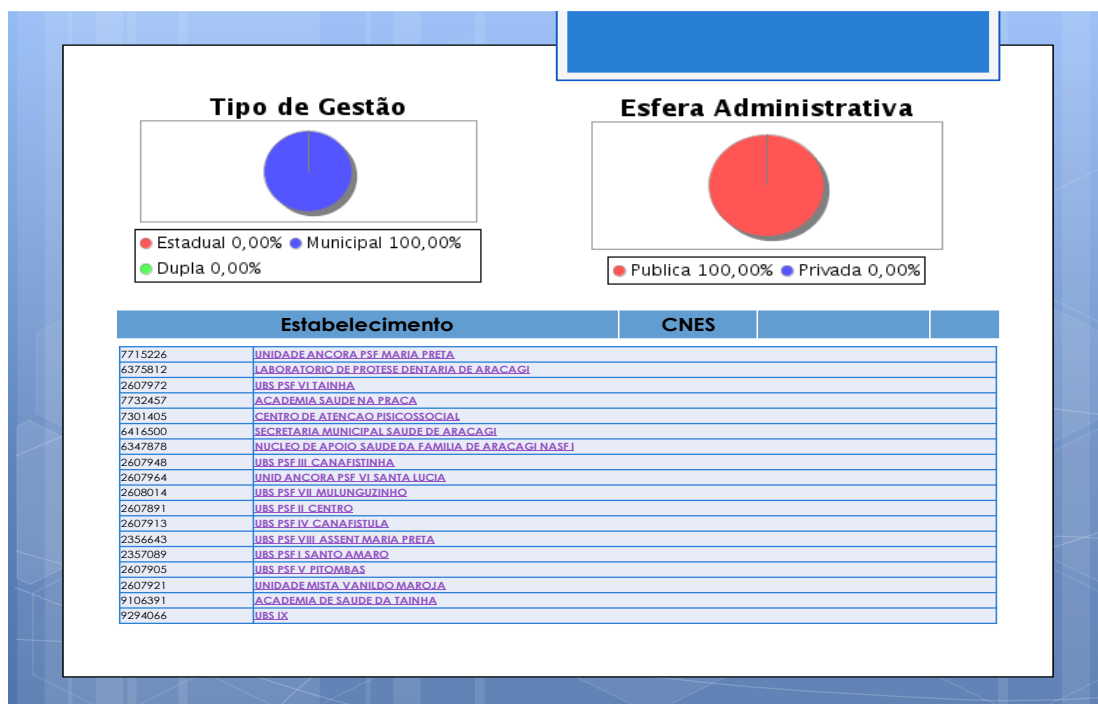 Tipo de Gestão
Estadual 0,00% Municipal 100,00%
Dupla 0,00%
Esfera Administrativa
Publica 100,00% Privada 0,00%
Estabelecimento CNES
7715226 UNIDADE ANCORA PSF MARIA PRETA
6375812 LABORATORIO DE PROTESE DENTARIA DE ARACAGI
2607972 UBS PSF VI TAINHA
7732457 ACADEMIA SAUDE NA PRACA
7301405 CENTRO DE ATENCAO PISICOSSOCIAL
6416500 SECRETARIA MUNICIPAL SAUDE DE ARACAGI
6347878 NUCLEO DE APOIO SAUDE DA FAMILIA DE ARACAGI NASF I
2607948 UBS PSF III CANAFISTINHA
2607964 UNID ANCORA PSF VI SANTA LUCIA
2608014 UBS PSF VII MULUNGUZINHO
2607891 UBS PSF II CENTRO
2607913 UBS PSF IV CANAFISTULA
2356643 UBS PSF VIII ASSENT MARIA PRETA
2357089 UBS PSF I SANTO AMARO
2607905 UBS PSF V PITOMBAS
2607921 UNIDADE MISTA VANILDO MAROJA
9106391 ACADEMIA DE SAUDE DA TAINHA
9294066 UBS IX